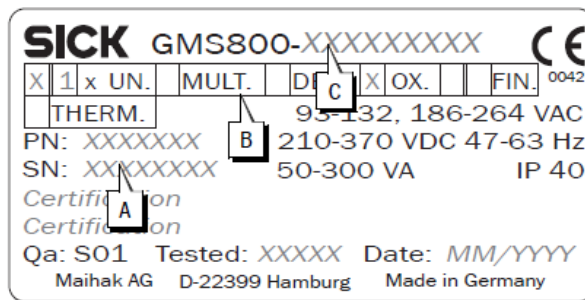 SICK GMS800-XXXXXXXXX CE
X 1 x UN. MULT. X OX. FIN. 0042
THERM. 93-132, 186-264 VAC
PN: XXXXXXX 210-370 VDC 47-63 Hz
SN: XXXXXXXX 50-300 VA IP 40
Certification
Certification
Qa: S01 Tested: XXXXX Date: MM/YYYY
Maihak AG D-22399 Hamburg Made in Germany
C
B
A